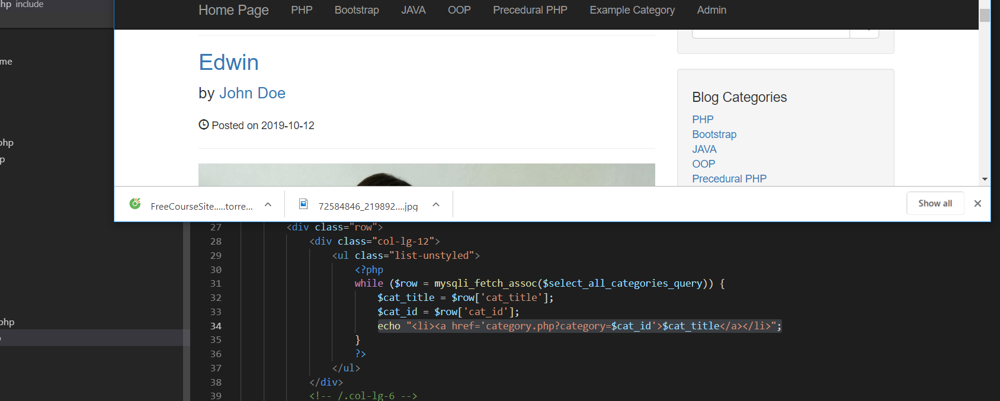 hp include
Home Page PHP Bootstrap JAVA OOP Precedural PHP Example Category Admin
me
php
p
php
Edwin
by John Doe
Posted on 2019-10-12
Blog Categories
PHP
Bootstrap
JAVA
OOP
Precedural PHP
FreeCourseSite.....torre...
72584846_219892....jpg
Show all
27 <div class="row">
28 <div class="col-lg-12">
29 <ul class="list-unstyled">
30 <?php
31 while ($row = mysqli_fetch_assoc($select_all_categories_query)) {
32 $cat_title = $row['cat_title'];
33 $cat_id = $row['cat_id'];
34 echo "<li><a href='category.php?category=$cat_id'>$cat_title</a></li>";
35 }
36 ?>
37 </ul>
38 </div>
39 <!-- /.col-lg-6 -->